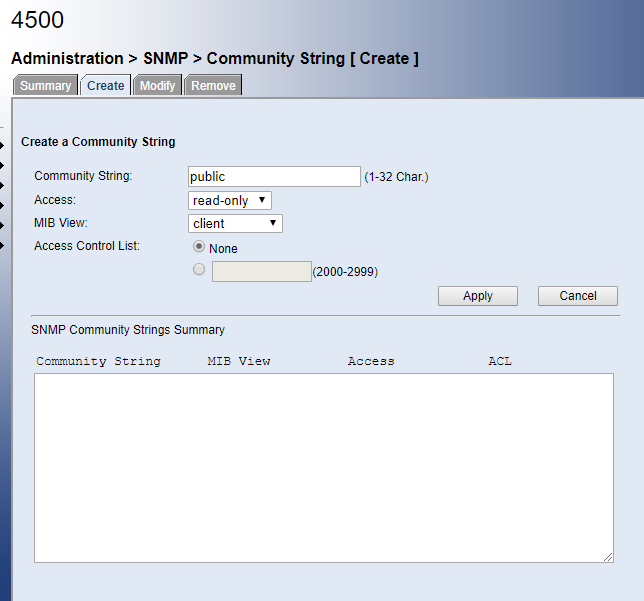 4500
Administration > SNMP > Community String [ Create ]
Summary Create Modify Remove
Create a Community String
Community String: public (1-32 Char.)
Access: read-only
MIB View: client
Access Control List: None
(2000-2999)
Apply Cancel
SNMP Community Strings Summary
Community String MIB View Access ACL